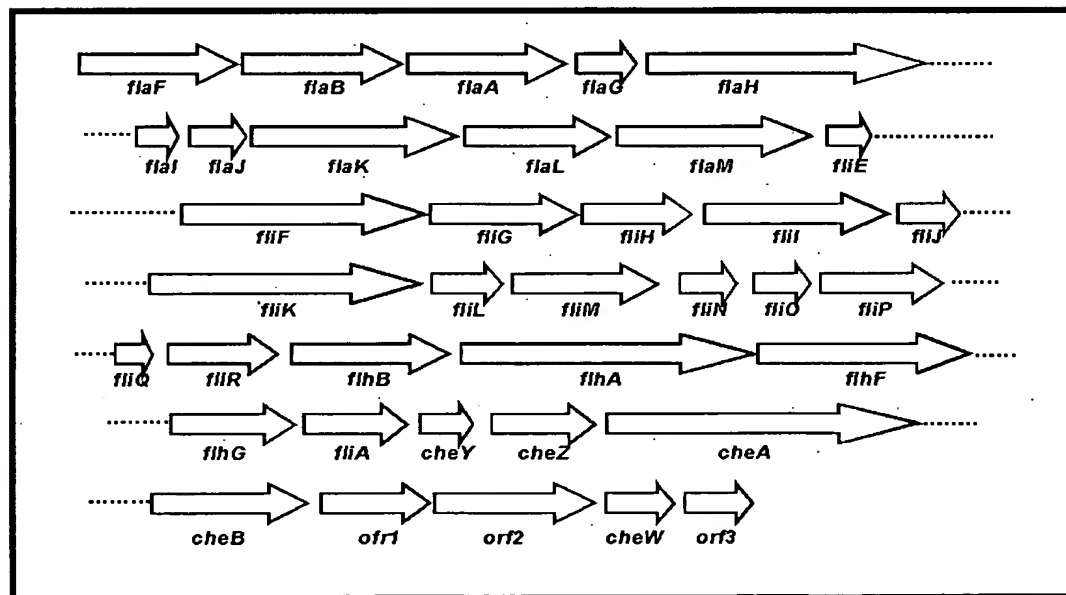 flaF flaB flaA flaG flaH
flaI flaJ flaK flaL flaM fliE
fliF fliG fliH fliI fliJ
fliK fliL fliM fliN fliO fliP
fliQ fliR flhB flhA flhF
flhG fliA cheY cheZ cheA
cheB ofr1 orf2 cheW orf3